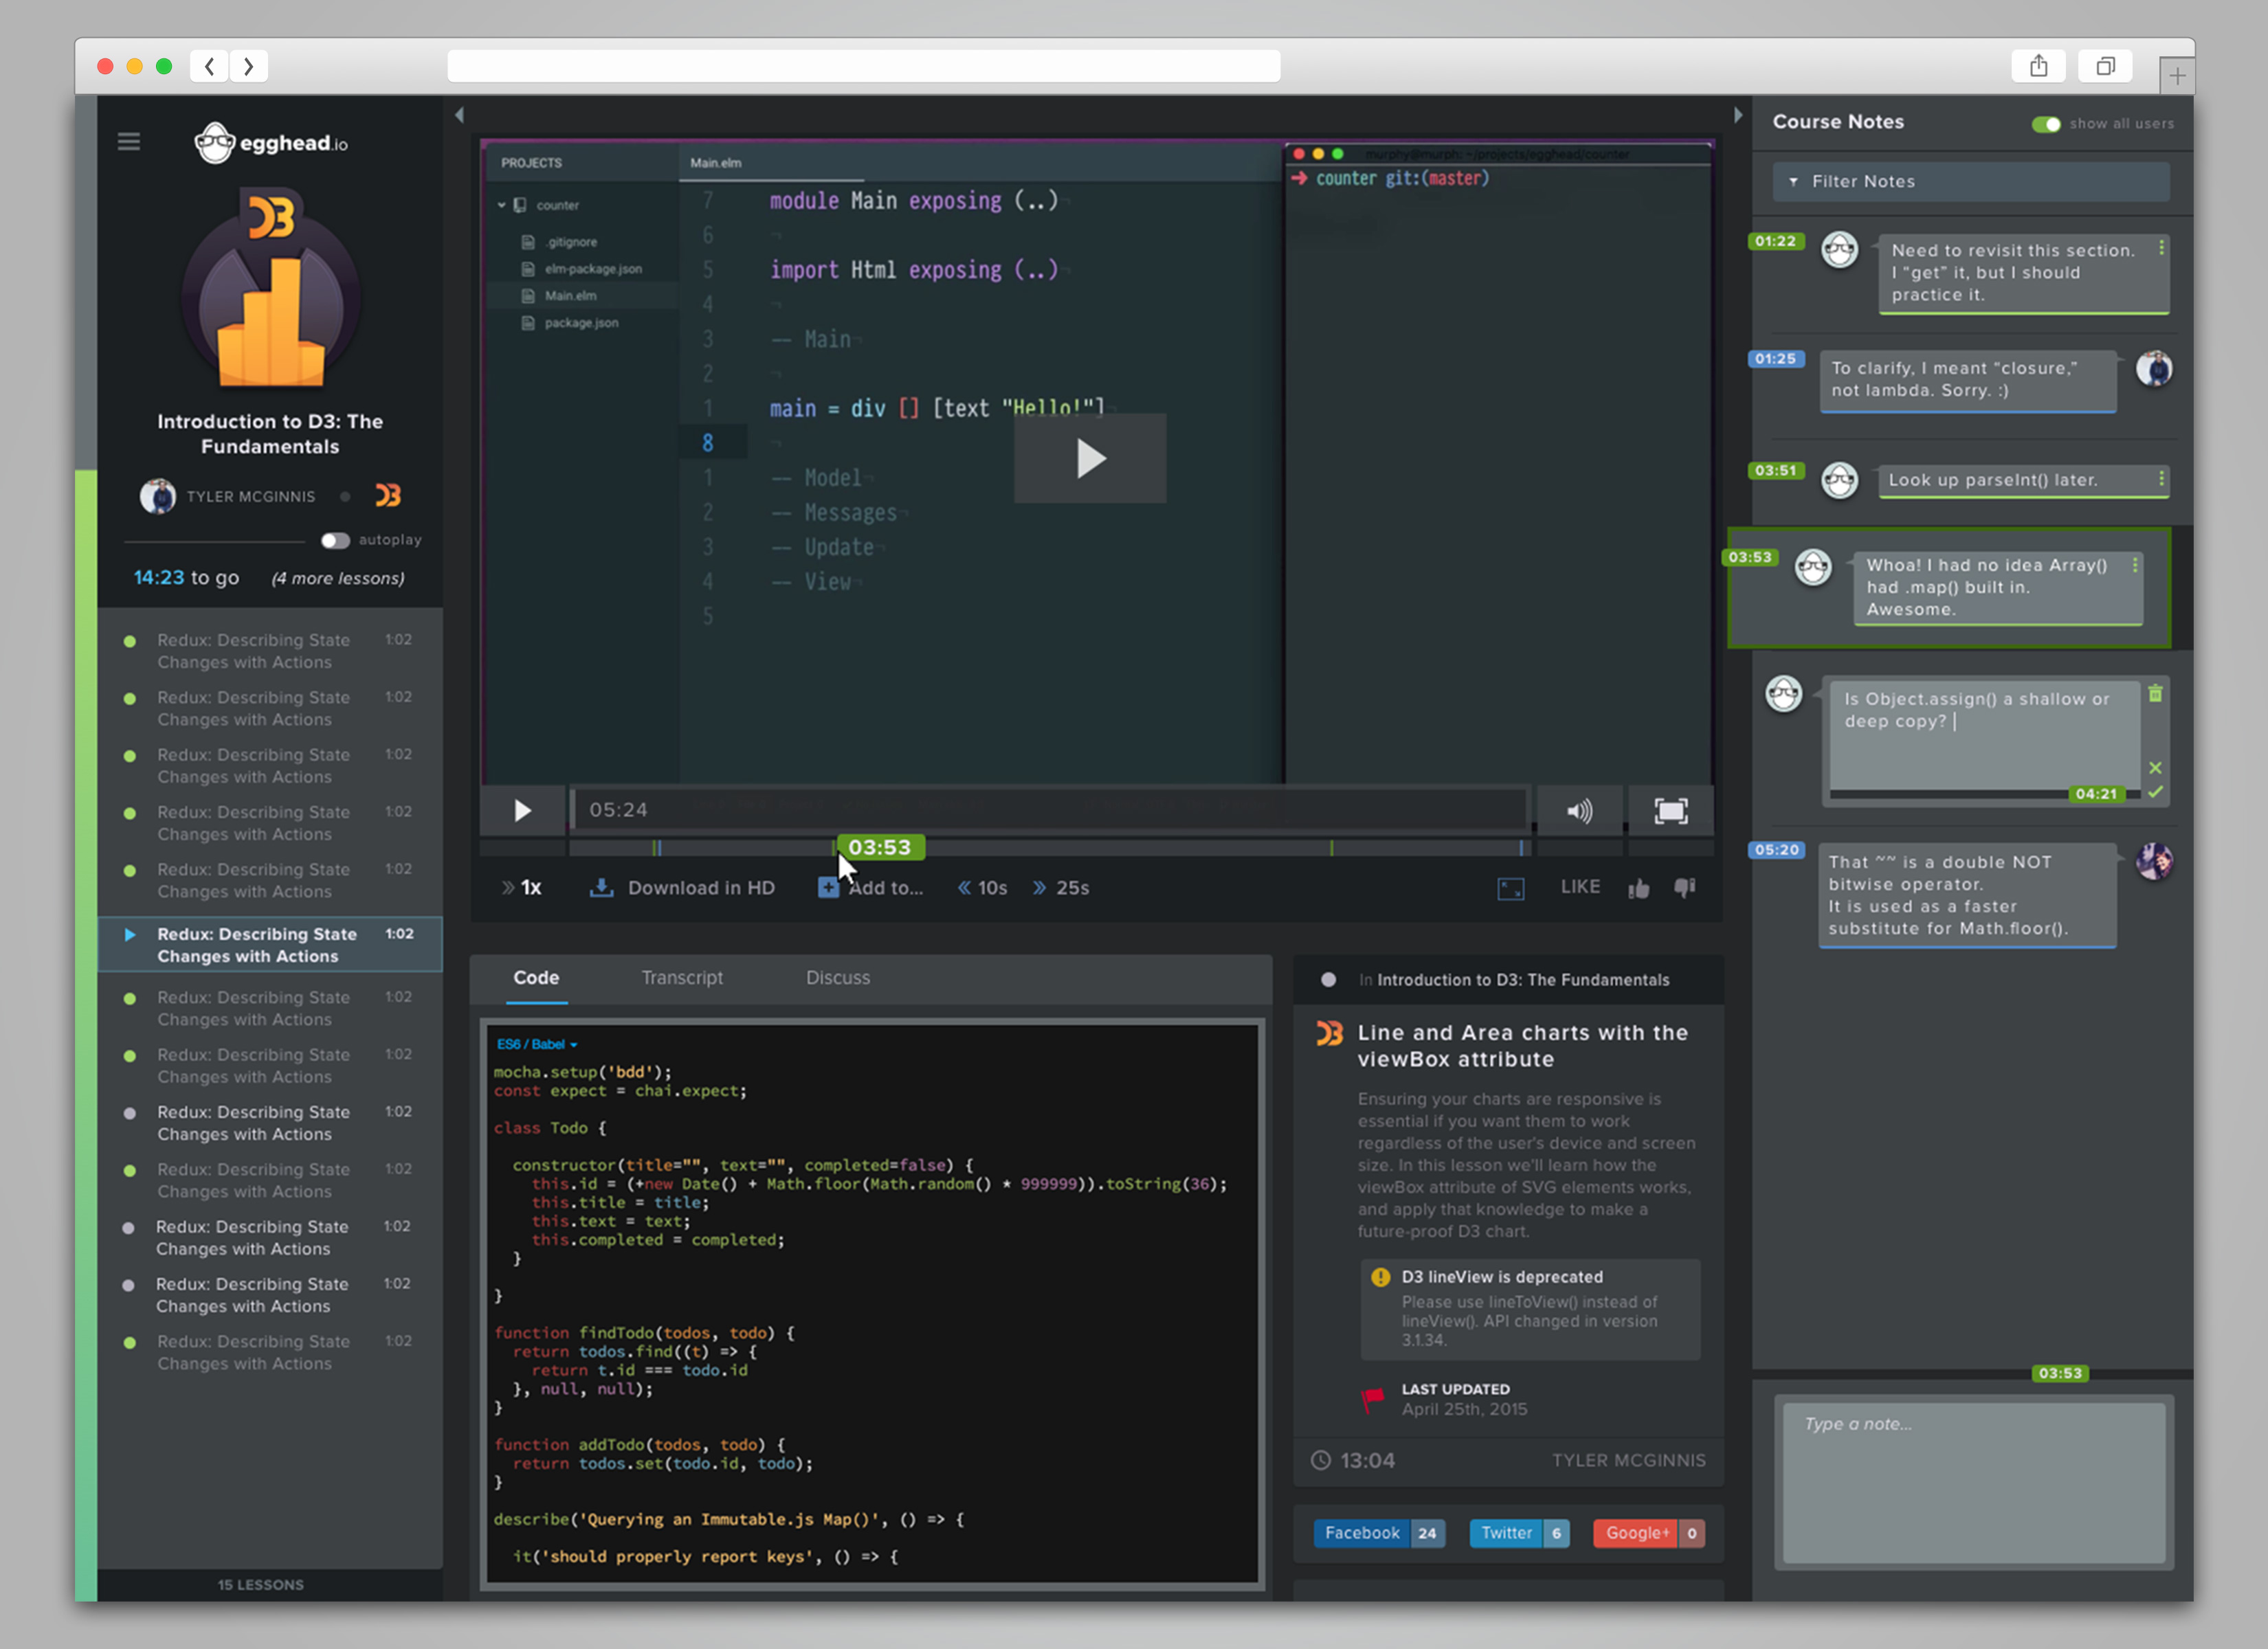 egghead.io
D3
Introduction to D3: The
Fundamentals
TYLER MCGINNIS
autoplay
14:23 to go (4 more lessons)
Redux: Describing State 1:02
Changes with Actions
Redux: Describing State 1:02
Changes with Actions
Redux: Describing State 1:02
Changes with Actions
Redux: Describing State 1:02
Changes with Actions
Redux: Describing State 1:02
Changes with Actions
Redux: Describing State 1:02
Changes with Actions
Redux: Describing State 1:02
Changes with Actions
Redux: Describing State 1:02
Changes with Actions
Redux: Describing State 1:02
Changes with Actions
Redux: Describing State 1:02
Changes with Actions
Redux: Describing State 1:02
Changes with Actions
Redux: Describing State 1:02
Changes with Actions
Redux: Describing State 1:02
Changes with Actions
15 LESSONS
PROJECTS
counter
.gitignore
elm-package.json
Main.elm
package.json
Main.elm
7 module Main exposing (..)
6
5 import Html exposing (..)
4
3 -- Main
2
1 main = div [] [text "Hello!"]
8
1 -- Model
2 -- Messages
3 -- Update
4 -- View
5
murphy@murph: ~/projects/egghead/counter
counter git:(master)
05:24
03:53
1x
Download in HD
Add to...
10s
25s
LIKE
Code
Transcript
Discuss
ES6 / Babel
mocha.setup('bdd');
const expect = chai.expect;
class Todo {
constructor(title="", text="", completed=false) {
this.id = (+new Date() + Math.floor(Math.random() * 999999)).toString(36);
this.title = title;
this.text = text;
this.completed = completed;
}
}
function findTodo(todos, todo) {
return todos.find((t) => {
return t.id === todo.id
}, null, null);
}
function addTodo(todos, todo) {
return todos.set(todo.id, todo);
}
describe('Querying an Immutable.js Map()', () => {
it('should properly report keys', () => {
In Introduction to D3: The Fundamentals
Line and Area charts with the
viewBox attribute
Ensuring your charts are responsive is
essential if you want them to work
regardless of the user's device and screen
size. In this lesson we'll learn how the
viewBox attribute of SVG elements works,
and apply that knowledge to make a
future-proof D3 chart.
D3 lineView is deprecated
Please use lineToView() instead of
lineView(). API changed in version
3.1.34.
LAST UPDATED
April 25th, 2015
13:04
TYLER MCGINNIS
Facebook 24
Twitter 6
Google+ 0
Course Notes
show all users
Filter Notes
01:22
Need to revisit this section.
I “get” it, but I should
practice it.
01:25
To clarify, I meant “closure,”
not lambda. Sorry. :)
03:51
Look up parseInt() later.
03:53
Whoa! I had no idea Array()
had .map() built in.
Awesome.
Is Object.assign() a shallow or
deep copy?
04:21
05:20
That ~~ is a double NOT
bitwise operator.
It is used as a faster
substitute for Math.floor().
03:53
Type a note...